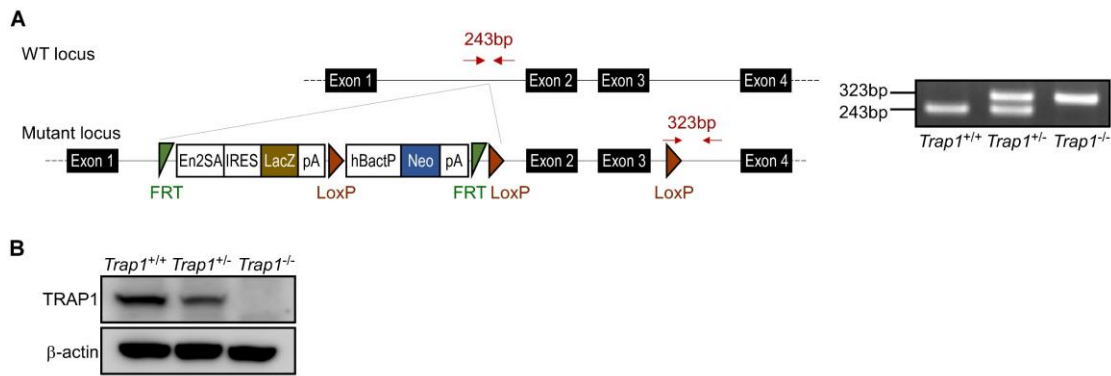 A
WT locus
243bp
Exon 1 Exon 2 Exon 3 Exon 4
Mutant locus
323bp
Exon 1 En2SA IRES LacZ pA hBactP Neo pA Exon 2 Exon 3 Exon 4
FRT LoxP FRT LoxP LoxP
323bp
243bp
Trap1+/+ Trap1+/- Trap1-/-
B
Trap1+/+ Trap1+/- Trap1-/-
TRAP1
β-actin